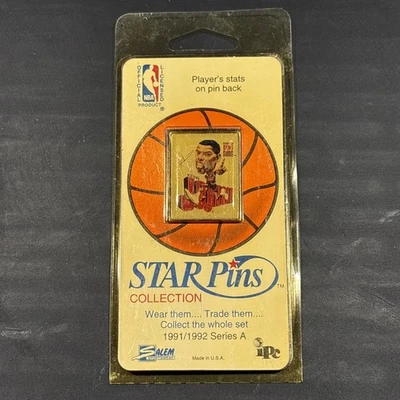 OFFICIAL
LICENSED
NBA
PRODUCT
®
Player's stats
on pin back
STAR Pins™
COLLECTION
Wear them.... Trade them....
Collect the whole set
1991/1992 Series A
SALEM
Made in U.S.A.
IPC